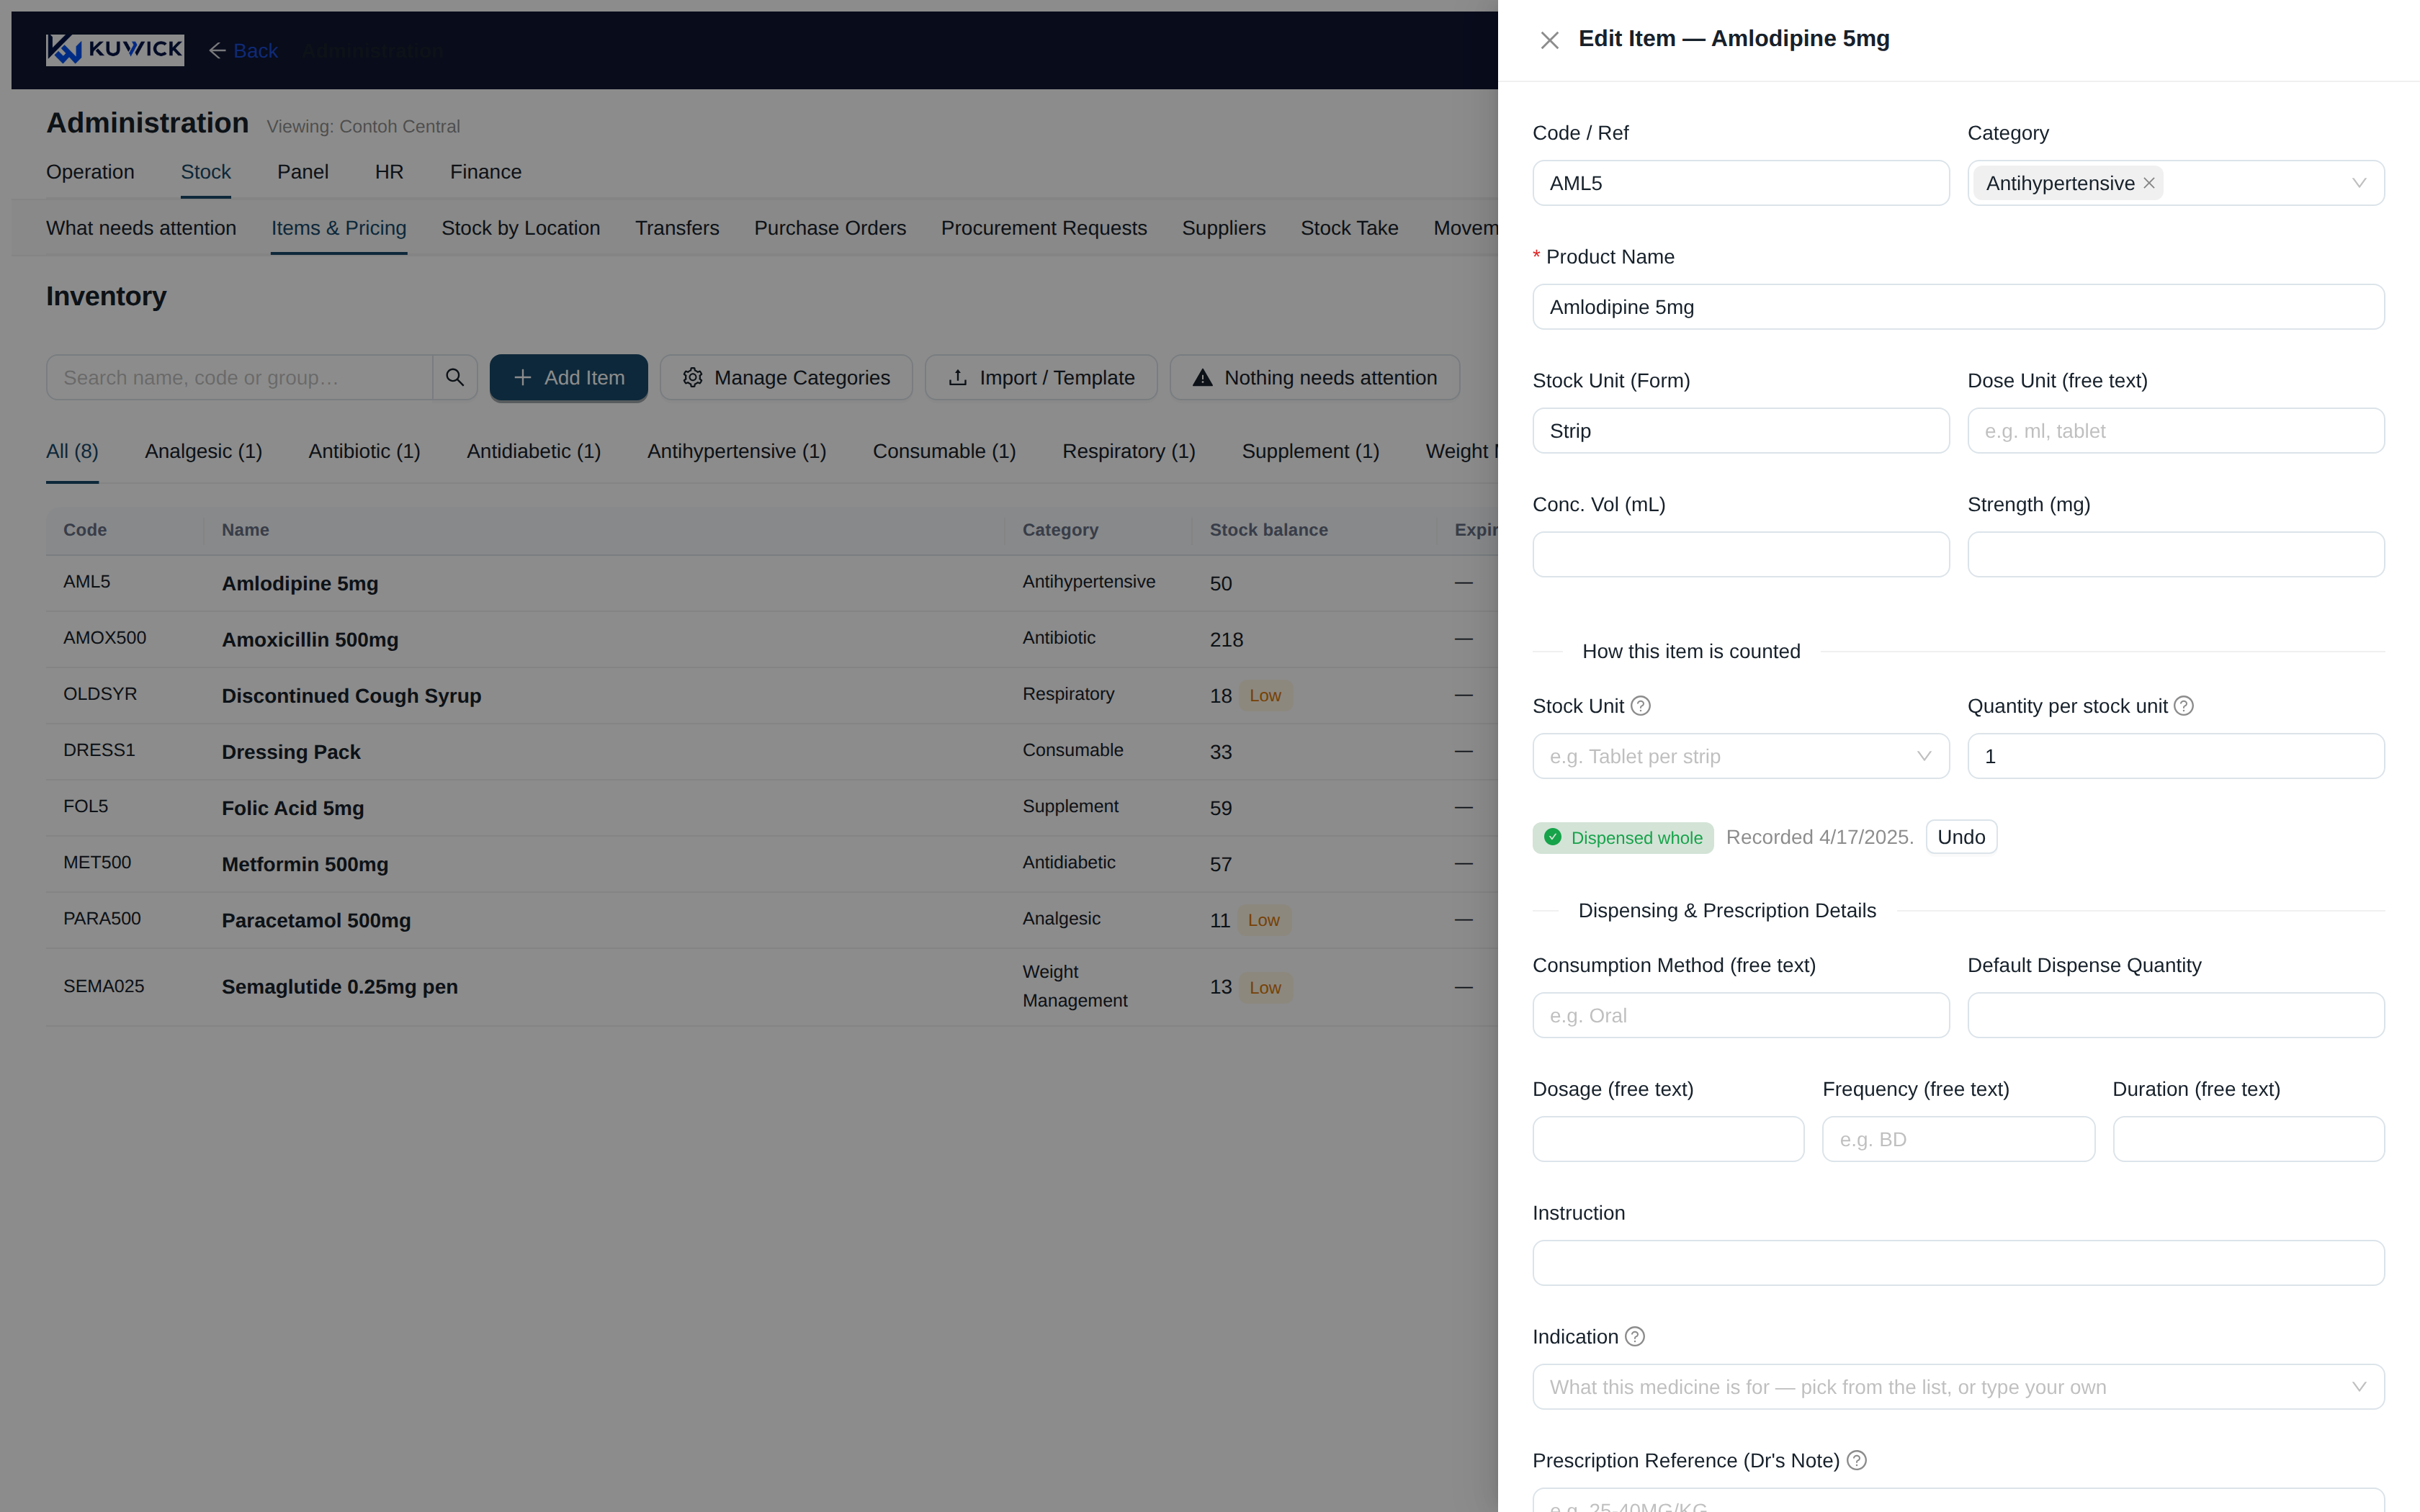 KUWICK
Back
Administration
Administration
Viewing: Contoh Central
Operation
Stock
Panel
HR
Finance
What needs attention
Items & Pricing
Stock by Location
Transfers
Purchase Orders
Procurement Requests
Suppliers
Stock Take
Movem
Inventory
Search name, code or group…
Add Item
Manage Categories
Import / Template
Nothing needs attention
All (8)
Analgesic (1)
Antibiotic (1)
Antidiabetic (1)
Antihypertensive (1)
Consumable (1)
Respiratory (1)
Supplement (1)
Weight
Code Name Category Stock balance Expir
AML5 Amlodipine 5mg Antihypertensive 50 —
AMOX500 Amoxicillin 500mg Antibiotic 218 —
OLDSYR Discontinued Cough Syrup Respiratory 18 Low —
DRESS1 Dressing Pack Consumable 33 —
FOL5 Folic Acid 5mg Supplement 59 —
MET500 Metformin 500mg Antidiabetic 57 —
PARA500 Paracetamol 500mg Analgesic 11 Low —
SEMA025 Semaglutide 0.25mg pen Weight Management 13 Low —
Edit Item — Amlodipine 5mg
Code / Ref
AML5
Category
Antihypertensive
* Product Name
Amlodipine 5mg
Stock Unit (Form)
Strip
Dose Unit (free text)
e.g. ml, tablet
Conc. Vol (mL)
Strength (mg)
How this item is counted
Stock Unit
e.g. Tablet per strip
Quantity per stock unit
1
Dispensed whole
Recorded 4/17/2025.
Undo
Dispensing & Prescription Details
Consumption Method (free text)
e.g. Oral
Default Dispense Quantity
Dosage (free text)
Frequency (free text)
e.g. BD
Duration (free text)
Instruction
Indication
What this medicine is for — pick from the list, or type your own
Prescription Reference (Dr's Note)
e.g. 25-40MG/KG